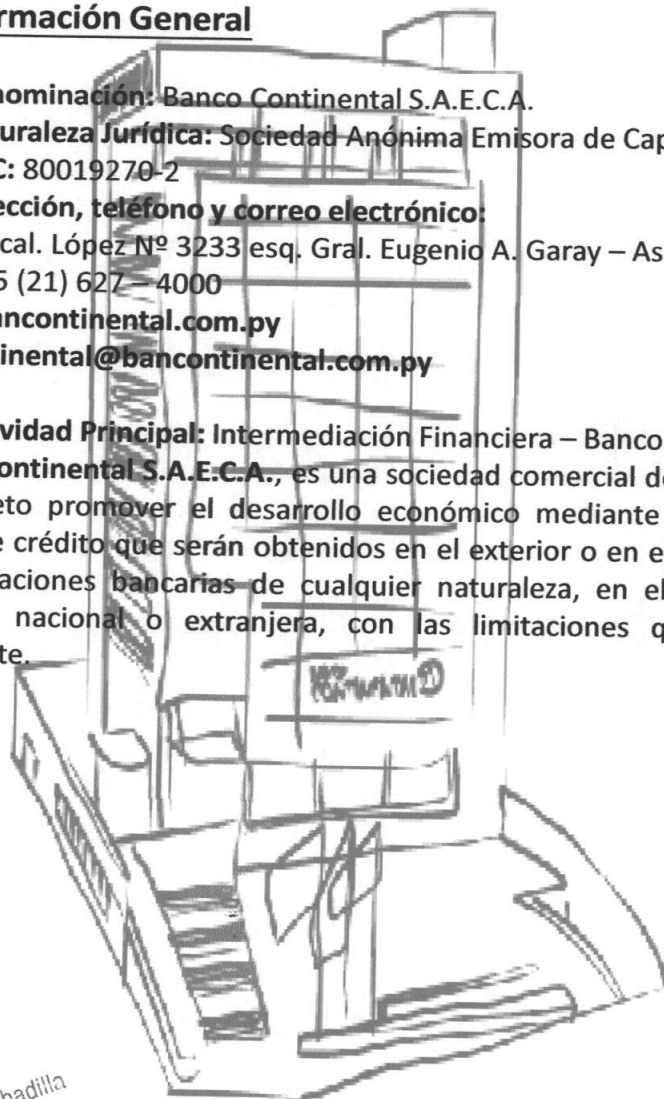 rmación General
nominación: Banco Continental S.A.E.C.A.
uraleza Jurídica: Sociedad Anónima Emisora de Cap
C: 80019270-2
ección, teléfono y correo electrónico:
cal. López Nº 3233 esq. Gral. Eugenio A. Garay – As
5 (21) 627 – 4000
ancontinental.com.py
tinental@bancontinental.com.py
vidad Principal: Intermediación Financiera – Banco
ontinental S.A.E.C.A., es una sociedad comercial de
eto promover el desarrollo económico mediante
e crédito que serán obtenidos en el exterior o en e
aciones bancarias de cualquier naturaleza, en el
nacional o extranjera, con las limitaciones q
te.
badilla